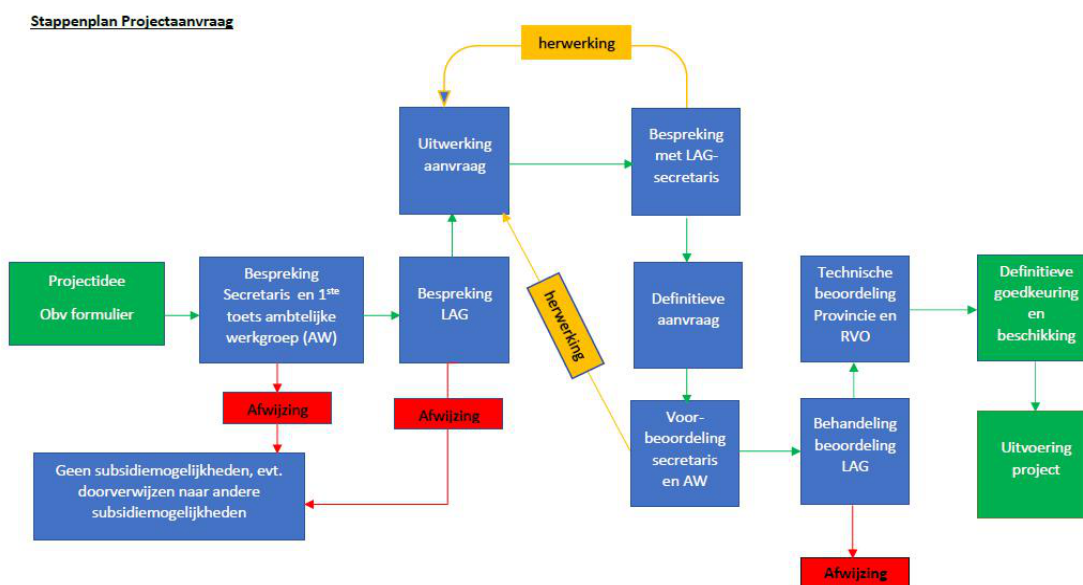 Stappenplan Projectaanvraag
herwerking
Uitwerking
aanvraag
Bespreking
met LAG-
secretaris
Projectidee
Obv formulier
Bespreking
Secretaris en 1ste
toets ambtelijke
werkgroep (AW)
Bespreking
LAG
herwerking
Definitieve
aanvraag
Technische
beoordeling
Provincie en
RVO
Definitieve
goedkeuring
en
beschikking
Afwijzing
Afwijzing
Geen subsidiemogelijkheden, evt.
doorverwijzen naar andere
subsidiemogelijkheden
Voor-
beoordeling
secretaris
en AW
Behandeling
beoordeling
LAG
Uitvoering
project
Afwijzing